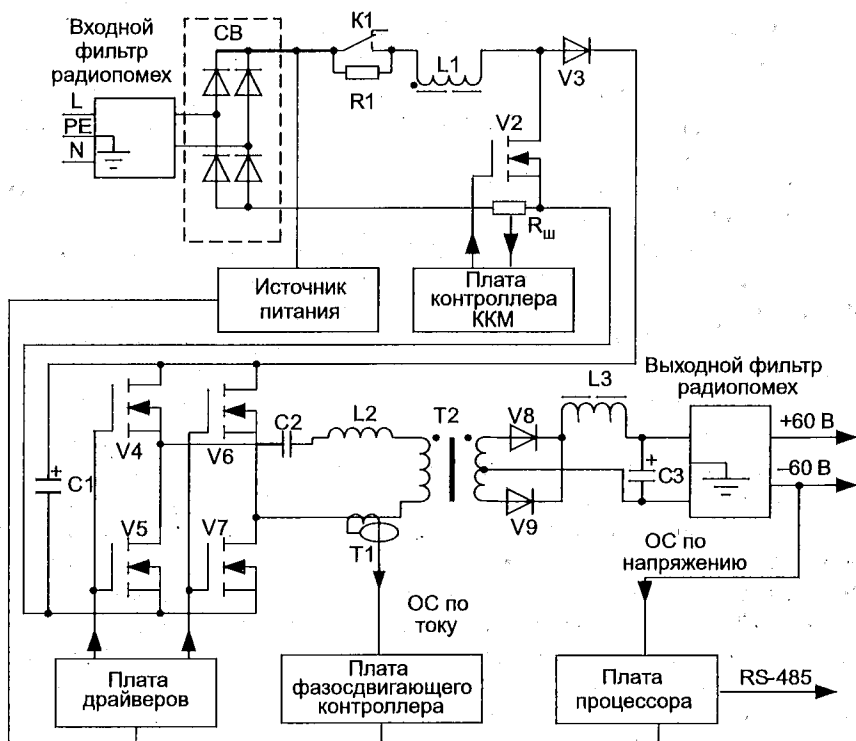 Входной
фильтр
радиопомех
СВ
K1
L1
V3
R1
L
PE
N
V2
Rш
Источник
питания
Плата
контроллера
ККМ
Выходной фильтр
радиопомех
L3
+60 В
–60 В
V4
V6
C2
L2
T2
V8
C3
C1
V5
V7
T1
V9
ОС по
напряжению
ОС по
току
Плата
драйверов
Плата
фазосдвигающего
контроллера
Плата
процессора
RS-485